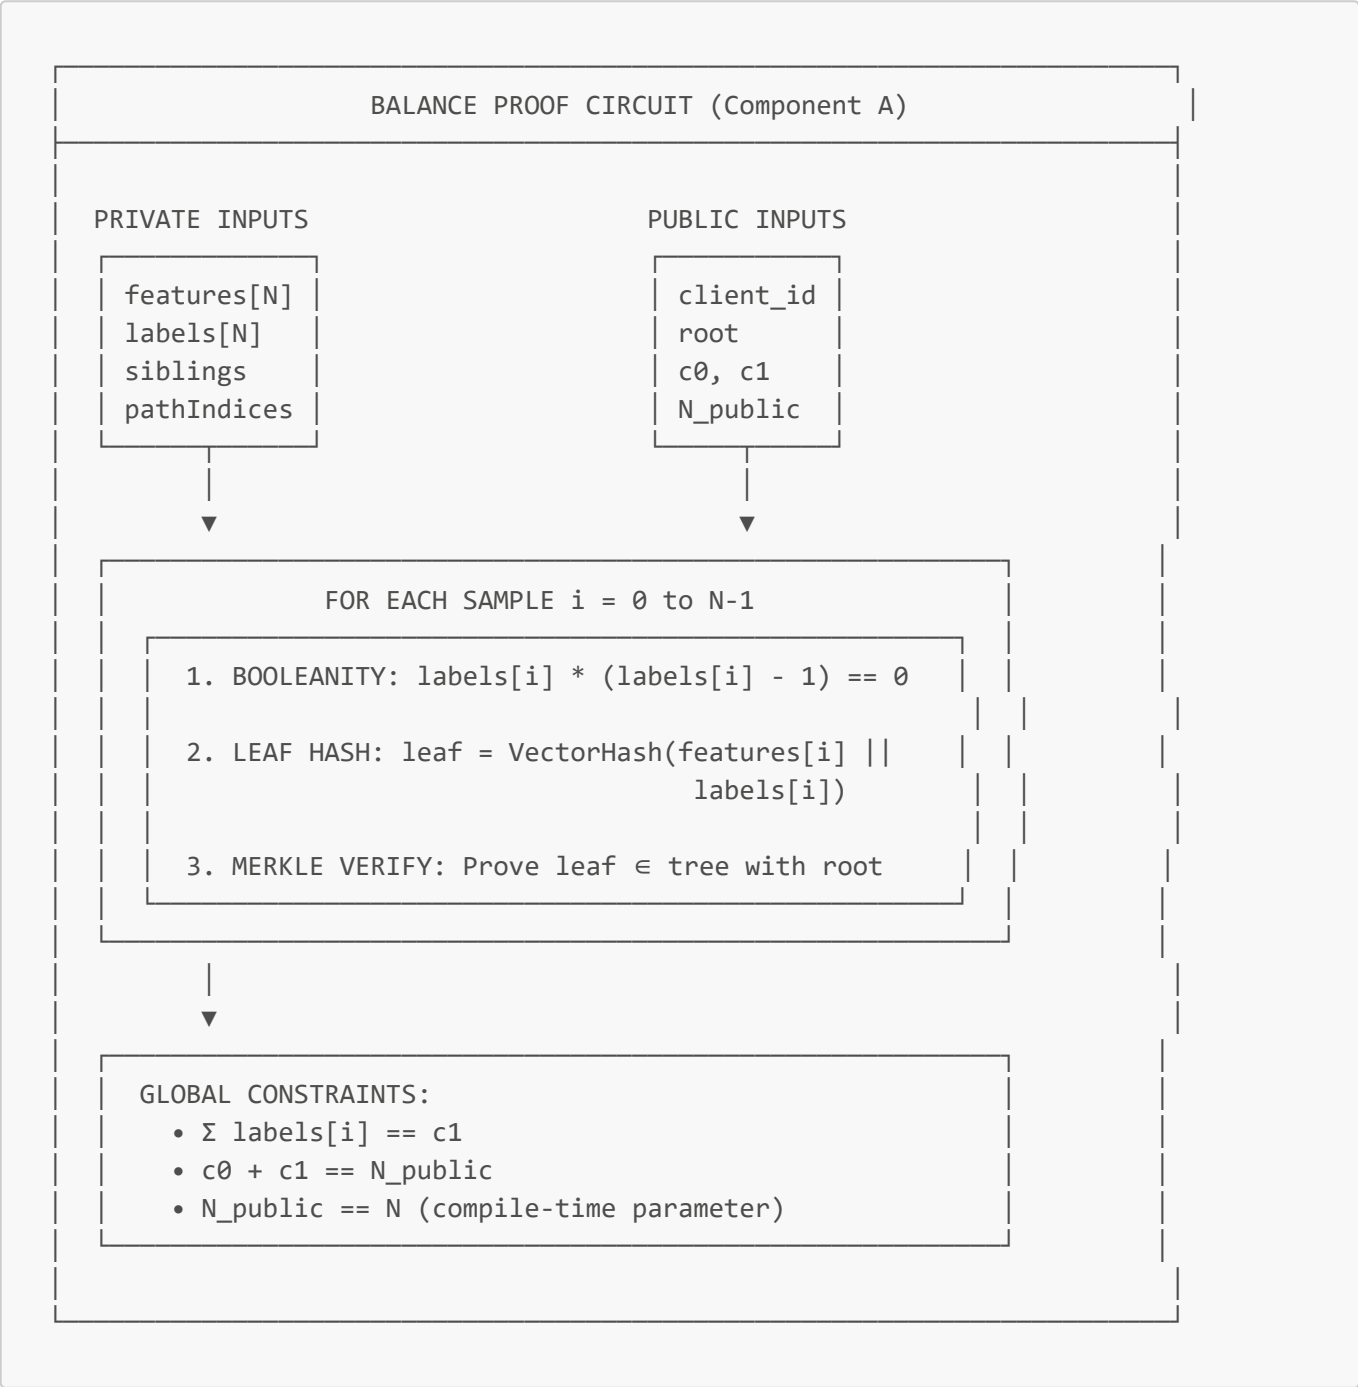 BALANCE PROOF CIRCUIT (Component A)
PRIVATE INPUTS
features[N]
labels[N]
siblings
pathIndices
PUBLIC INPUTS
client_id
root
c0, c1
N_public
FOR EACH SAMPLE i = 0 to N-1
1. BOOLEANITY: labels[i] * (labels[i] - 1) == 0
2. LEAF HASH: leaf = VectorHash(features[i] ||
labels[i])
3. MERKLE VERIFY: Prove leaf ∈ tree with root
GLOBAL CONSTRAINTS:
• Σ labels[i] == c1
• c0 + c1 == N_public
• N_public == N (compile-time parameter)